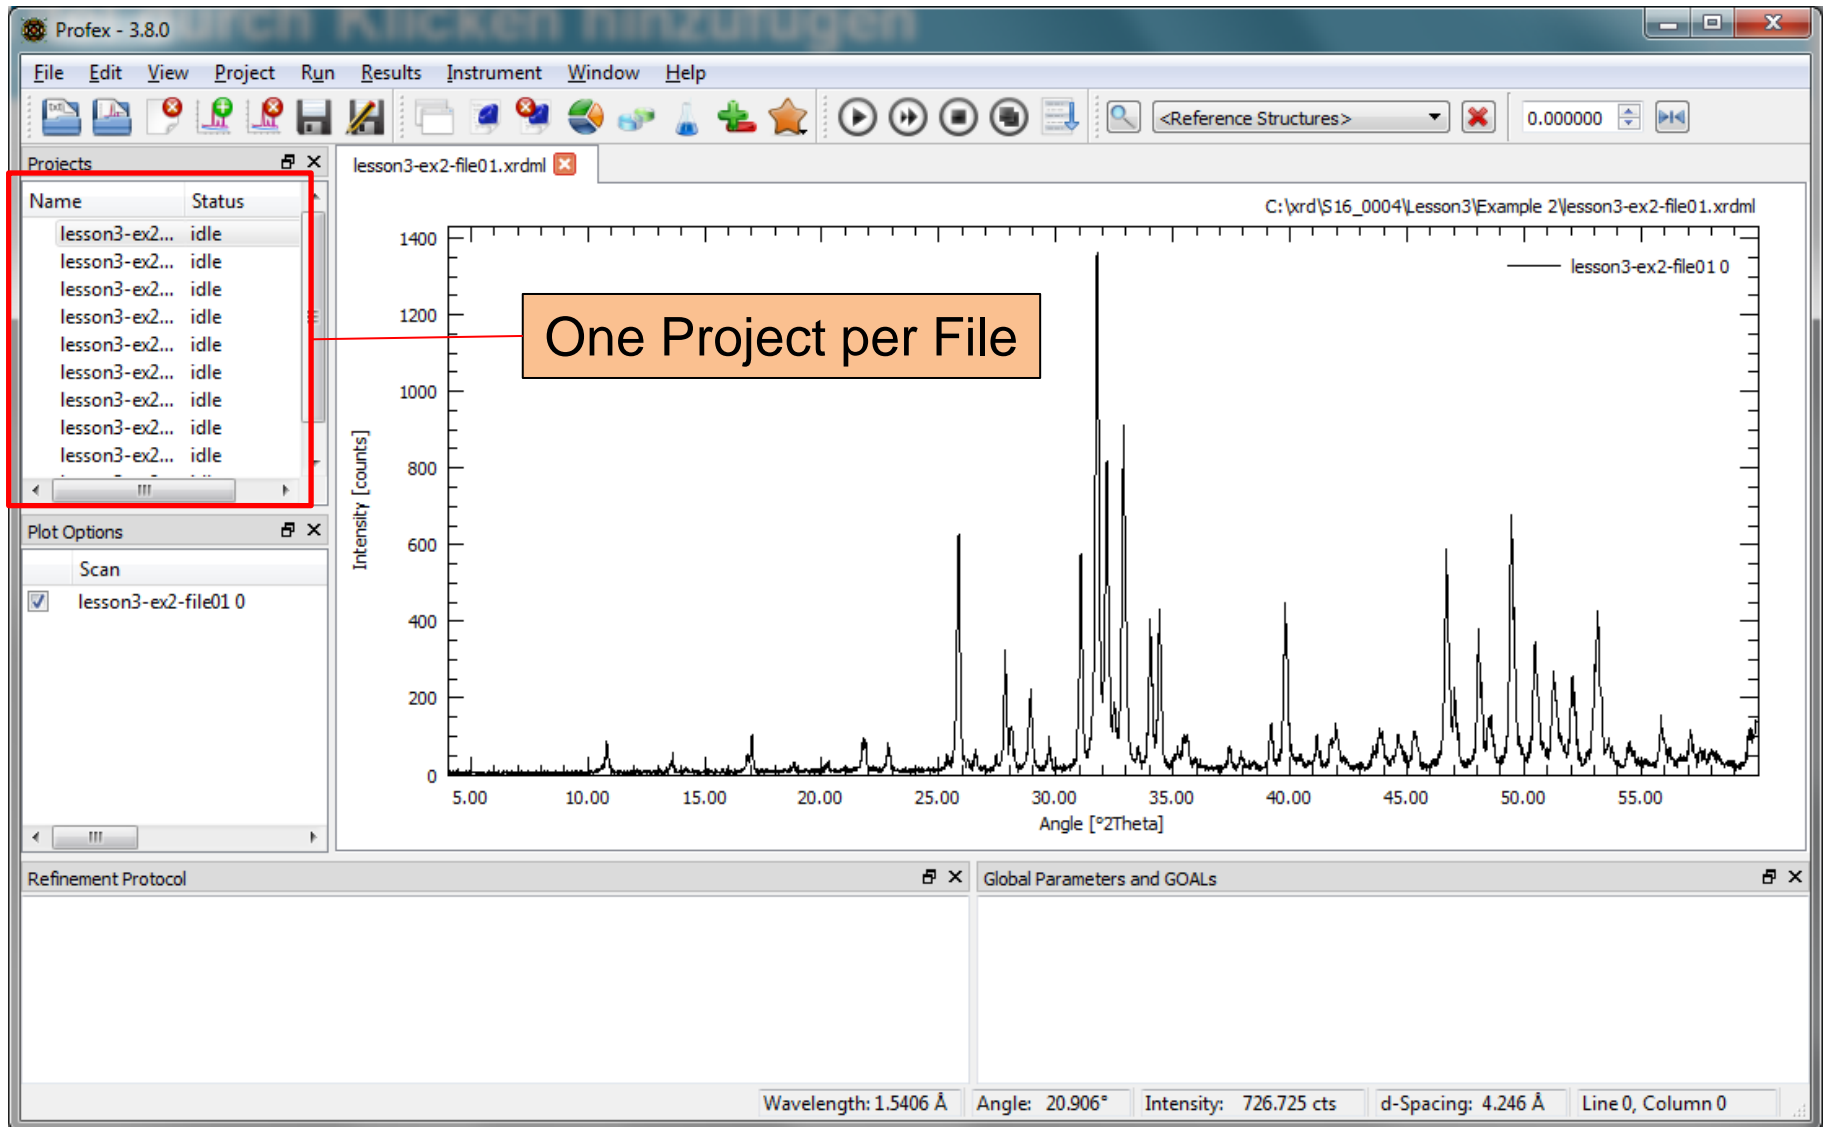 durch Klicken hinzufügen
Profex - 3.8.0
File Edit View Project Run Results Instrument Window Help
<Reference Structures> 0.000000
Projects
lesson3-ex2-file01.xrdml
Name Status
lesson3-ex2... idle
lesson3-ex2... idle
lesson3-ex2... idle
lesson3-ex2... idle
lesson3-ex2... idle
lesson3-ex2... idle
lesson3-ex2... idle
lesson3-ex2... idle
lesson3-ex2... idle
C:\xrd\S16_0004\Lesson3\Example 2\lesson3-ex2-file01.xrdml
lesson3-ex2-file01 0
One Project per File
1400
1200
1000
800
600
400
200
0
Intensity [counts]
5.00 10.00 15.00 20.00 25.00 30.00 35.00 40.00 45.00 50.00 55.00
Angle [°2Theta]
Plot Options
Scan
lesson3-ex2-file01 0
Refinement Protocol
Global Parameters and GOALs
Wavelength: 1.5406 Å Angle: 20.906° Intensity: 726.725 cts d-Spacing: 4.246 Å Line 0, Column 0